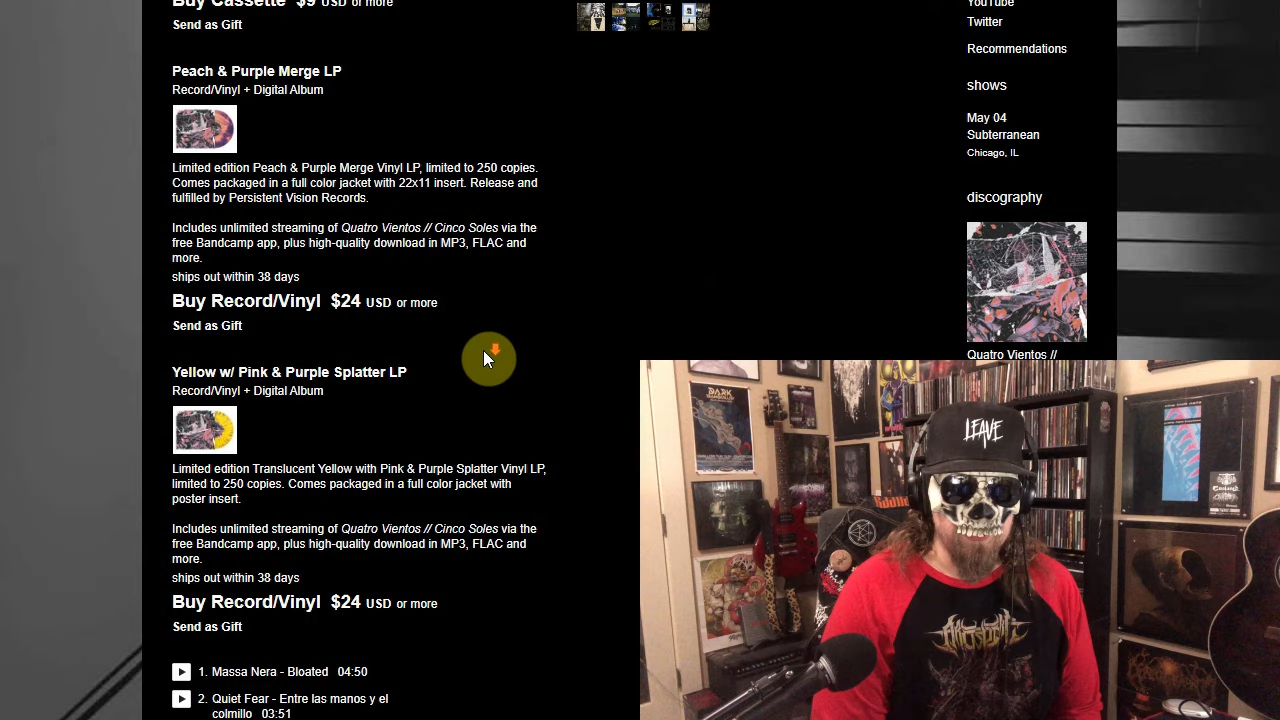 Buy Cassette $9 USD or more
Send as Gift
Peach & Purple Merge LP
Record/Vinyl + Digital Album
Limited edition Peach & Purple Merge Vinyl LP, limited to 250 copies.
Comes packaged in a full color jacket with 22x11 insert. Release and
fulfilled by Persistent Vision Records.
Includes unlimited streaming of Quatro Vientos // Cinco Soles via the
free Bandcamp app, plus high-quality download in MP3, FLAC and
more.
ships out within 38 days
Buy Record/Vinyl $24 USD or more
Send as Gift
Yellow w/ Pink & Purple Splatter LP
Record/Vinyl + Digital Album
Limited edition Translucent Yellow with Pink & Purple Splatter Vinyl LP,
limited to 250 copies. Comes packaged in a full color jacket with
poster insert.
Includes unlimited streaming of Quatro Vientos // Cinco Soles via the
free Bandcamp app, plus high-quality download in MP3, FLAC and
more.
ships out within 38 days
Buy Record/Vinyl $24 USD or more
Send as Gift
1. Massa Nera - Bloated 04:50
2. Quiet Fear - Entre las manos y el
colmillo 03:51
YouTube
Twitter
Recommendations
shows
May 04
Subterranean
Chicago, IL
discography
Quatro Vientos //
LEAVE